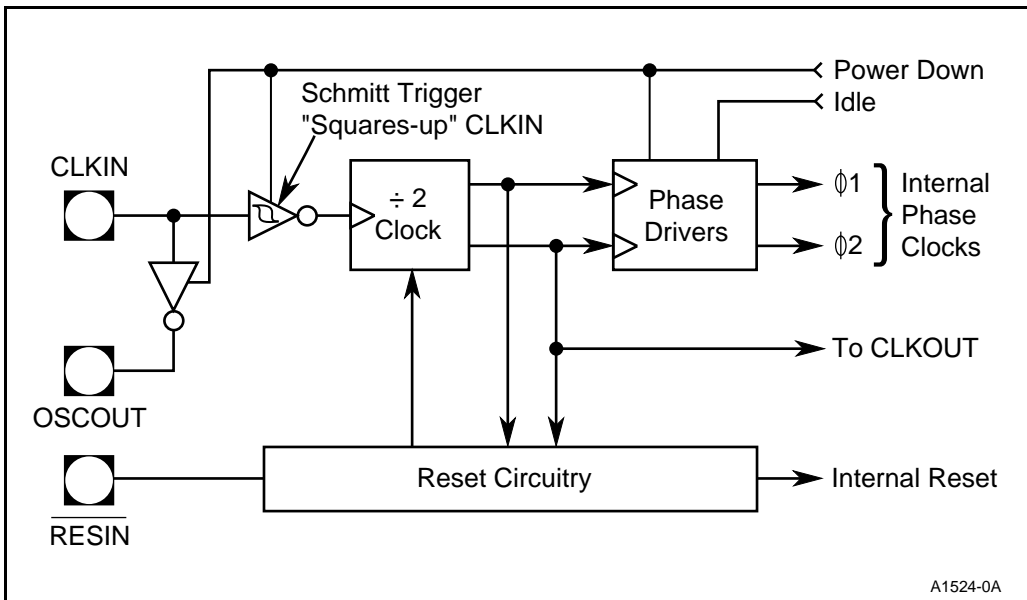 Power Down
Idle
Schmitt Trigger
"Squares-up" CLKIN
CLKIN
÷ 2
Clock
Phase
Drivers
ϕ1
ϕ2
Internal
Phase
Clocks
To CLKOUT
OSCOUT
Reset Circuitry
Internal Reset
RESIN
A1524-0A